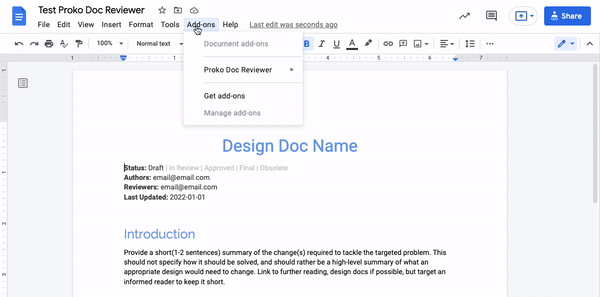 Test Proko Doc Reviewer
File Edit View Insert Format Tools Add-ons Help Last edit was seconds ago
Share
100% Normal text B I U A
Document add-ons
Proko Doc Reviewer
Get add-ons
Manage add-ons
Design Doc Name
Status: Draft | In Review | Approved | Final | Obsolete
Authors: email@email.com
Reviewers: email@email.com
Last Updated: 2022-01-01
Introduction
Provide a short(1-2 sentences) summary of the change(s) required to tackle the targeted problem. This
should not specify how it should be solved, and should rather be a high-level summary of what an
appropriate design would need to change. Link to further reading, design docs if possible, but target an
informed reader to keep it short.